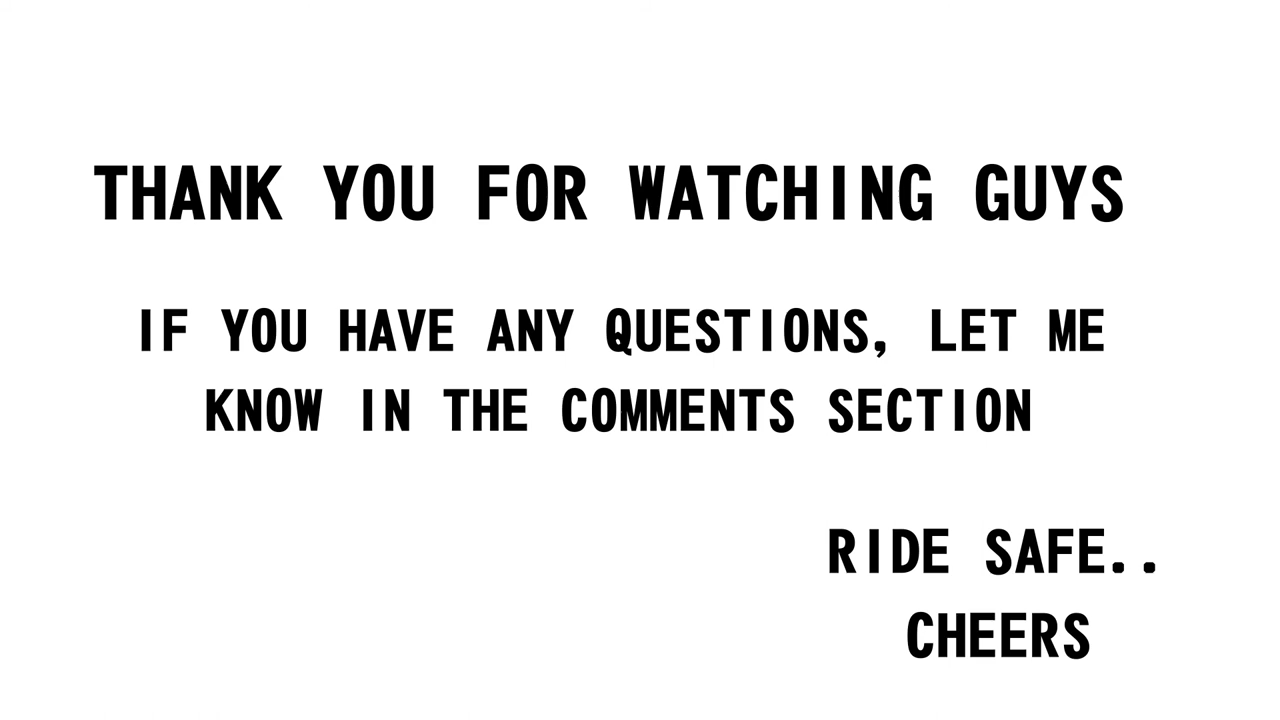 THANK YOU FOR WATCHING GUYS
IF YOU HAVE ANY QUESTIONS, LET ME
KNOW IN THE COMMENTS SECTION
RIDE SAFE..
CHEERS